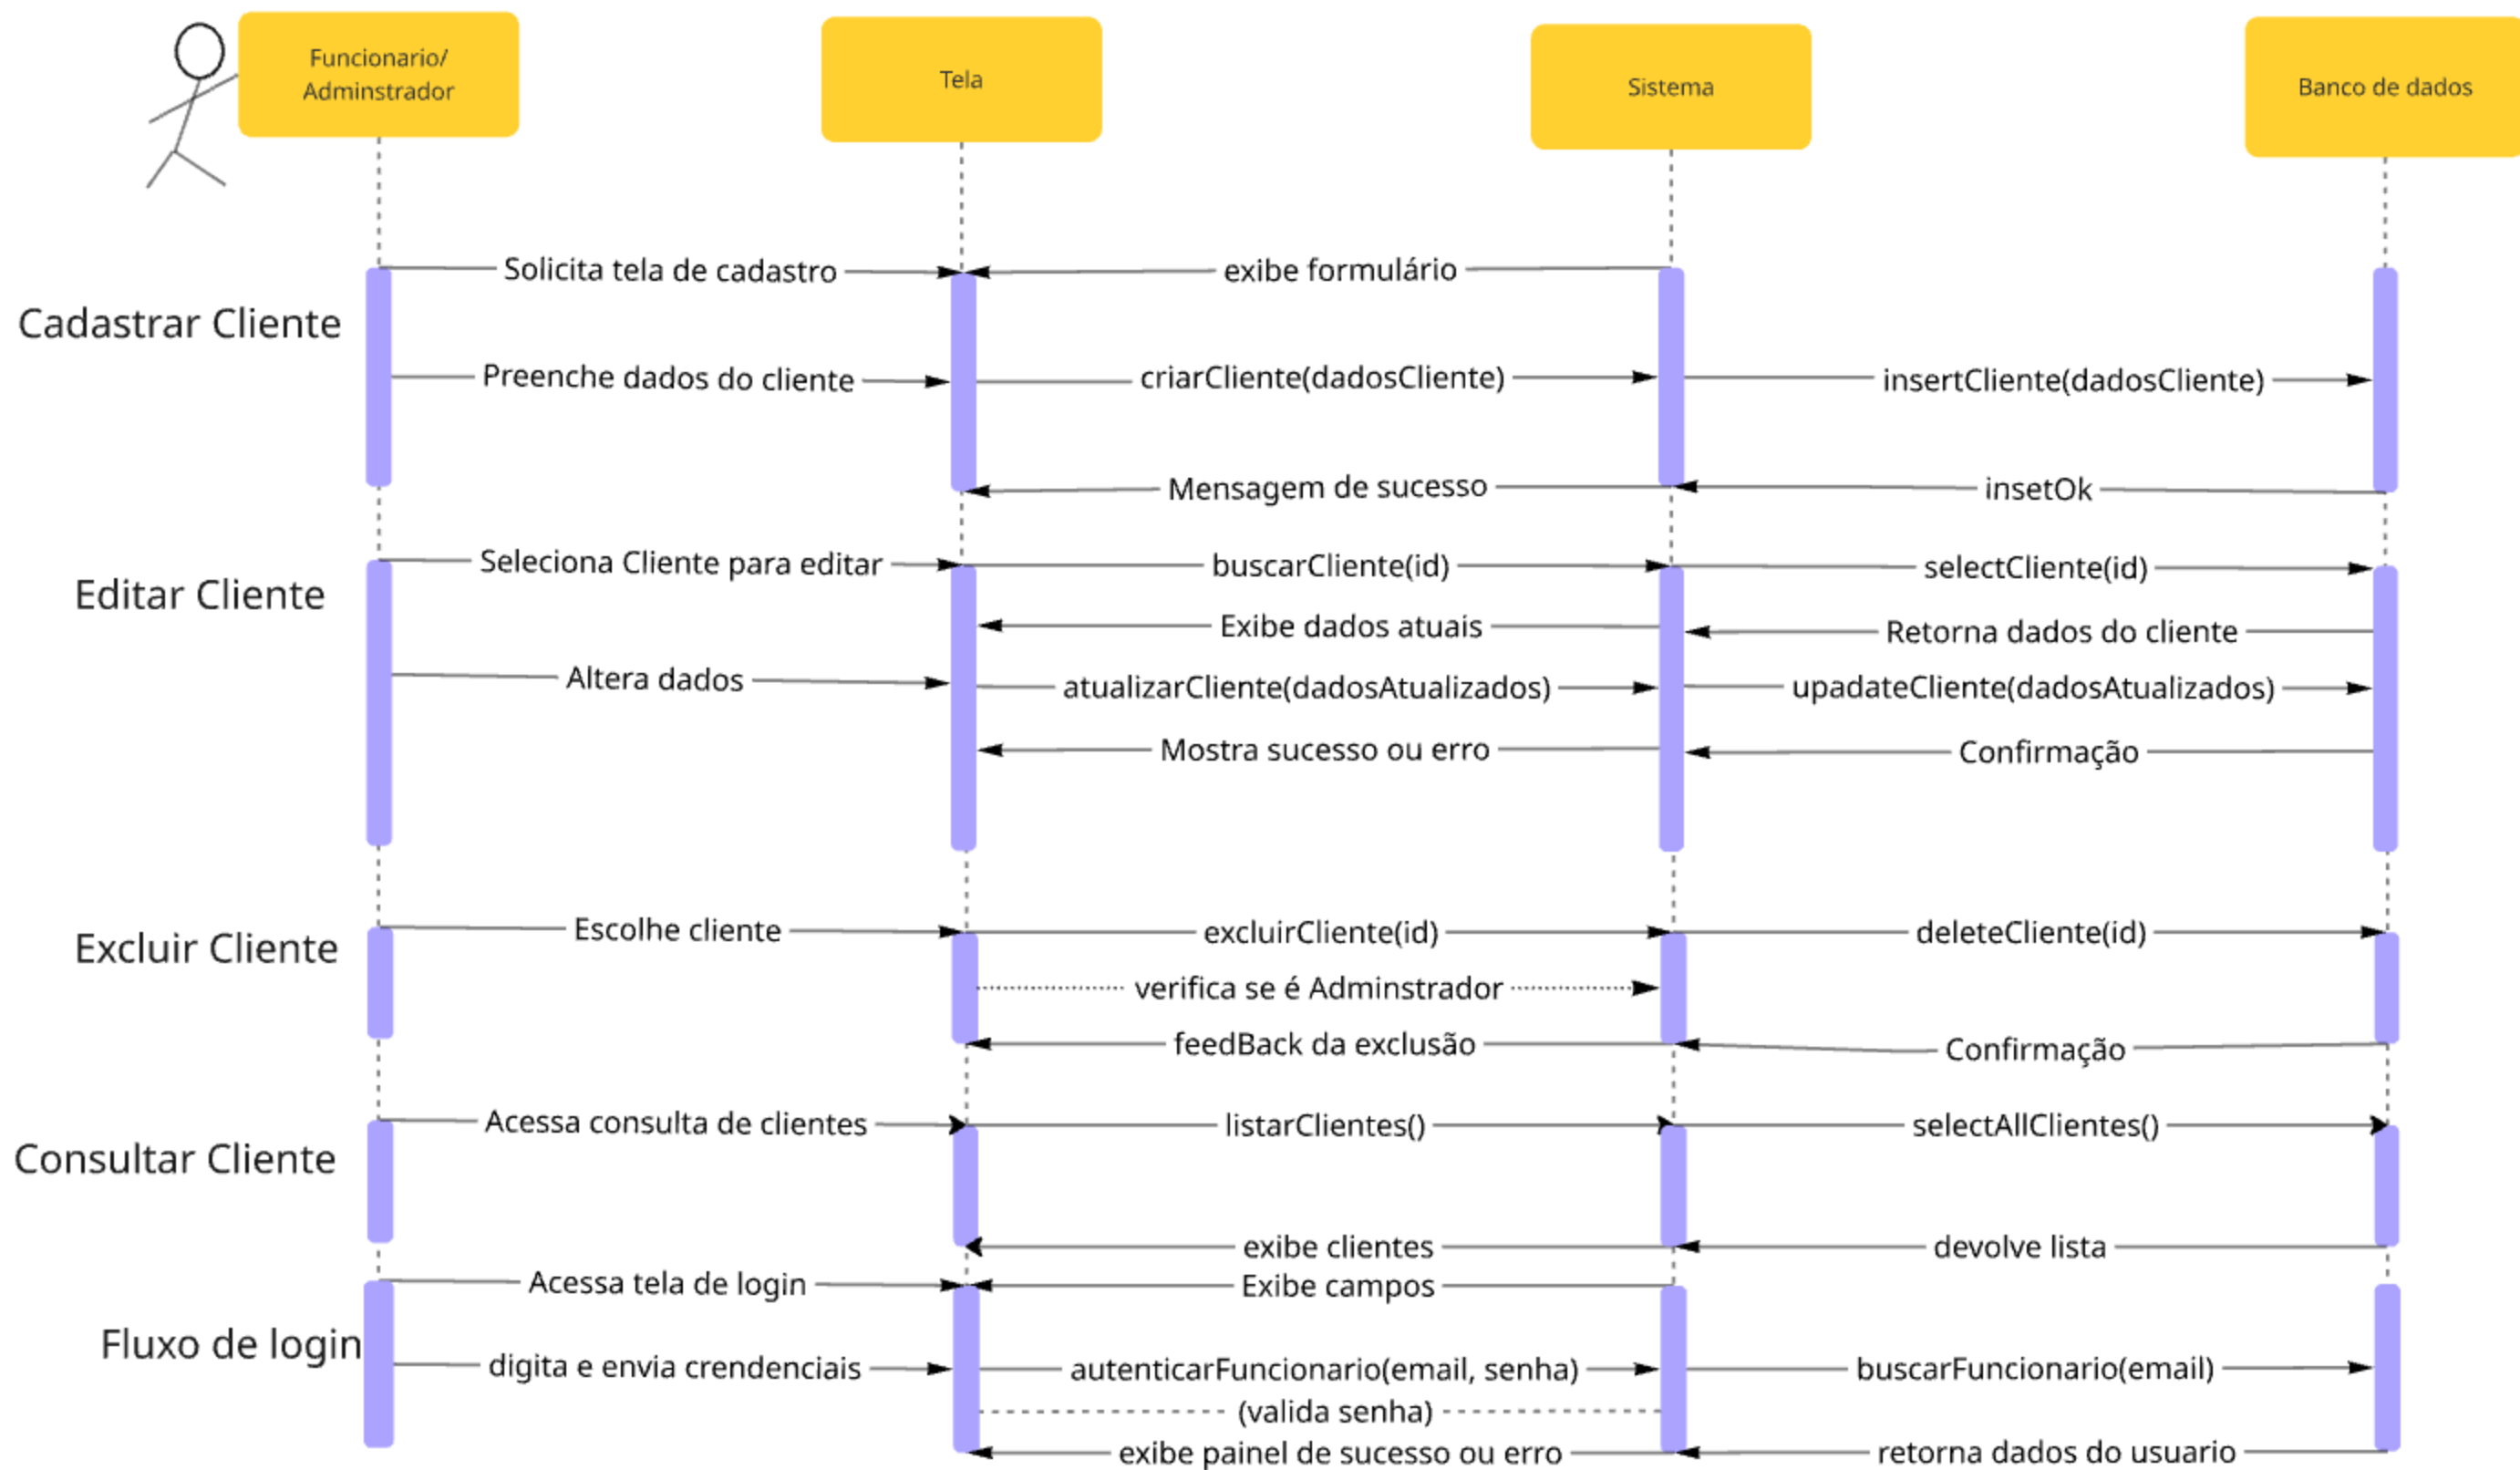 Funcionario/
Adminstrador
Tela
Sistema
Banco de dados
Solicita tela de cadastro
exibe formulário
Cadastrar Cliente
Preenche dados do cliente
criarCliente(dadosCliente)
insertCliente(dadosCliente)
Mensagem de sucesso
insetOk
Seleciona Cliente para editar
buscarCliente(id)
selectCliente(id)
Editar Cliente
Exibe dados atuais
Retorna dados do cliente
Altera dados
atualizarCliente(dadosAtualizados)
upadateCliente(dadosAtualizados)
Mostra sucesso ou erro
Confirmação
Escolhe cliente
excluirCliente(id)
deleteCliente(id)
Excluir Cliente
verifica se é Adminstrador
feedBack da exclusão
Confirmação
Acessa consulta de clientes
listarClientes()
selectAllClientes()
Consultar Cliente
exibe clientes
devolve lista
Acessa tela de login
Exibe campos
Fluxo de login
digita e envia crendenciais
autenticarFuncionario(email, senha)
buscarFuncionario(email)
(valida senha)
exibe painel de sucesso ou erro
retorna dados do usuario